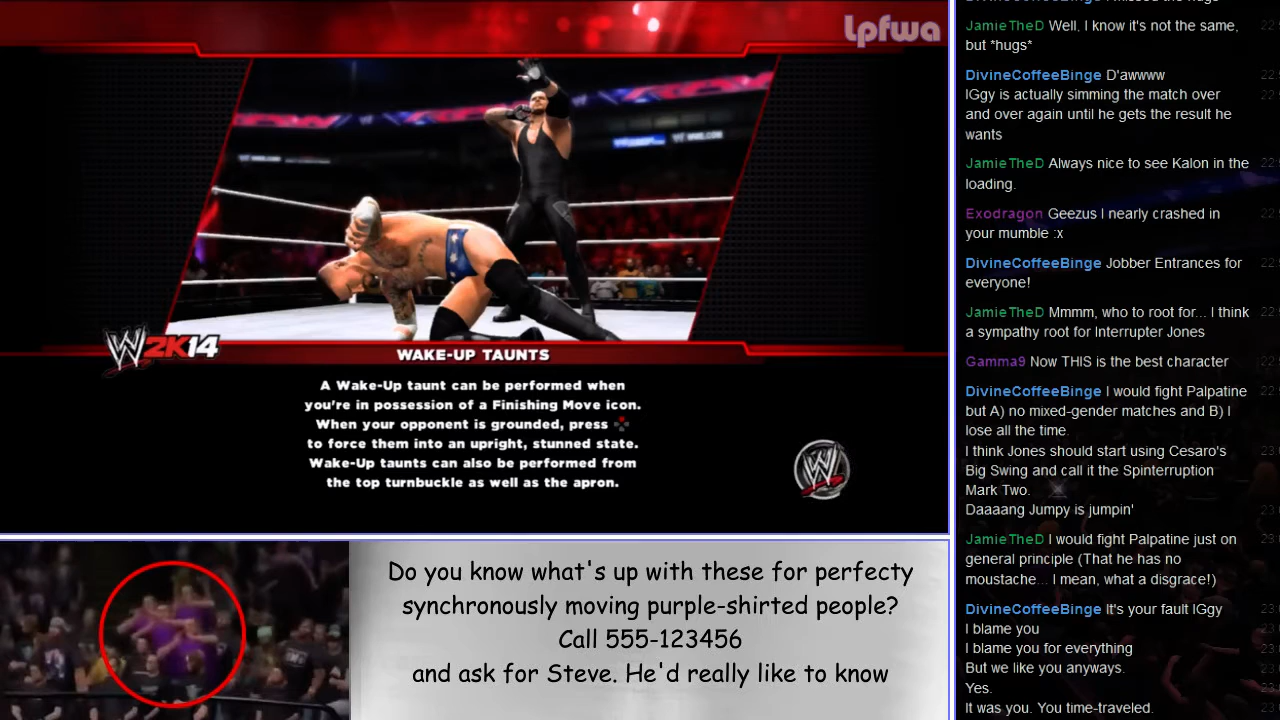 Lpfwa
W2K14
WAKE-UP TAUNTS
A Wake-Up taunt can be performed when
you're in possession of a Finishing Move icon.
When your opponent is grounded, press
to force them into an upright, stunned state.
Wake-Up taunts can also be performed from
the top turnbuckle as well as the apron.
Do you know what's up with these for perfecty
synchronously moving purple-shirted people?
Call 555-123456
and ask for Steve. He'd really like to know
JamieTheD Well, I know it's not the same,
but *hugs*
DivineCoffeeBinge D'awwww
IGgy is actually simming the match over
and over again until he gets the result he
wants
JamieTheD Always nice to see Kalon in the
loading.
Exodragon Geezus I nearly crashed in
your mumble :x
DivineCoffeeBinge Jobber Entrances for
everyone!
JamieTheD Mmmm, who to root for... I think
a sympathy root for Interrupter Jones
Gamma9 Now THIS is the best character
DivineCoffeeBinge I would fight Palpatine
but A) no mixed-gender matches and B) I
lose all the time.
I think Jones should start using Cesaro's
Big Swing and call it the Spinterruption
Mark Two.
Daaaang Jumpy is jumpin'
JamieTheD I would fight Palpatine just on
general principle (That he has no
moustache... I mean, what a disgrace!)
DivineCoffeeBinge It's your fault IGgy
I blame you
I blame you for everything
But we like you anyways.
Yes.
It was you. You time-traveled.